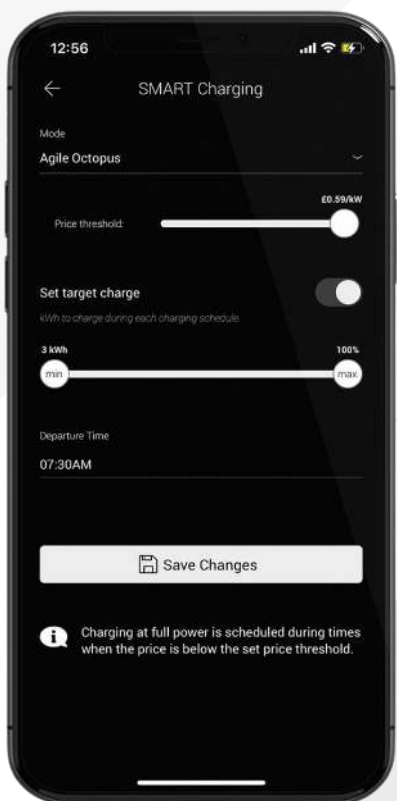 12:56
SMART Charging
Mode
Agile Octopus
£0.59/kW
Price threshold:
Set target charge
kWh to charge during each charging schedule.
3 kWh 100%
min max
Departure Time
07:30AM
Save Changes
Charging at full power is scheduled during times
when the price is below the set price threshold.